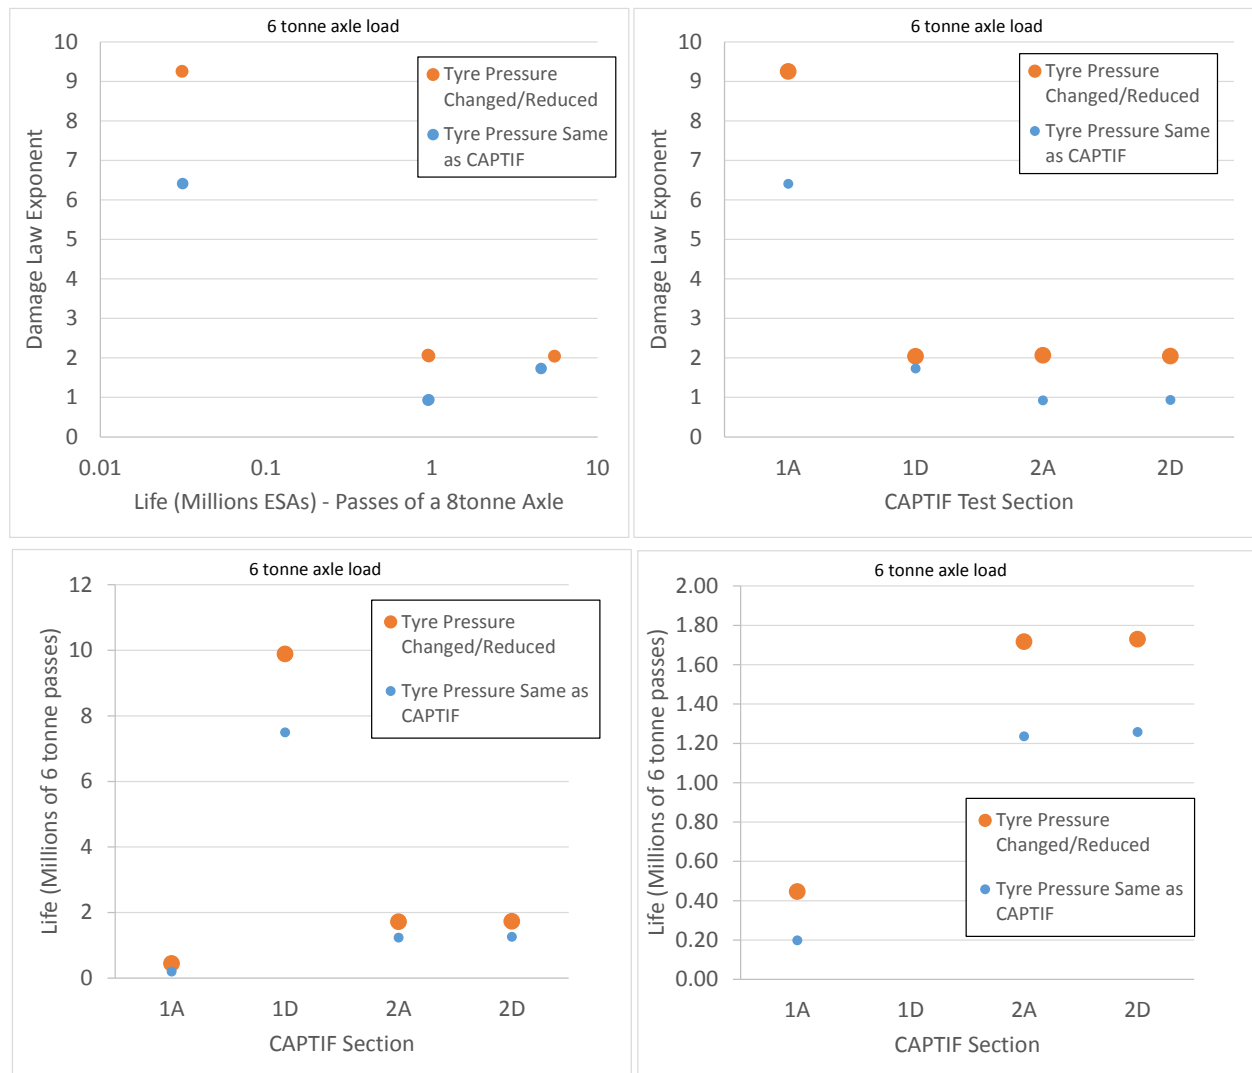 6 tonne axle load
10
9
8
7
6
5
4
3
2
1
0
Damage Law Exponent
Tyre Pressure
Changed/Reduced
Tyre Pressure Same
as CAPTIF
0.01 0.1 1 10
Life (Millions ESAs) - Passes of a 8tonne Axle
6 tonne axle load
10
9
8
7
6
5
4
3
2
1
0
Damage Law Exponent
Tyre Pressure
Changed/Reduced
Tyre Pressure Same
as CAPTIF
1A 1D 2A 2D
CAPTIF Test Section
6 tonne axle load
12
10
8
6
4
2
0
Life (Millions of 6 tonne passes)
Tyre Pressure
Changed/Reduced
Tyre Pressure Same as
CAPTIF
1A 1D 2A 2D
CAPTIF Section
6 tonne axle load
2.00
1.80
1.60
1.40
1.20
1.00
0.80
0.60
0.40
0.20
0.00
Life (Millions of 6 tonne passes)
Tyre Pressure
Changed/Reduced
Tyre Pressure Same as
CAPTIF
1A 1D 2A 2D
CAPTIF Section